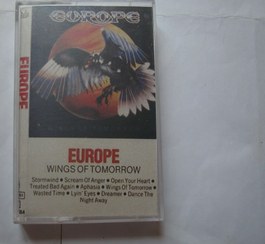 EUROPE
EUROPE
EUROPE
WINGS OF TOMORROW
Stormwind • Scream Of Anger • Open Your Heart •
Treated Bad Again • Aphasia • Wings Of Tomorrow •
Wasted Time • Lyin' Eyes • Dreamer • Dance The
Night Away